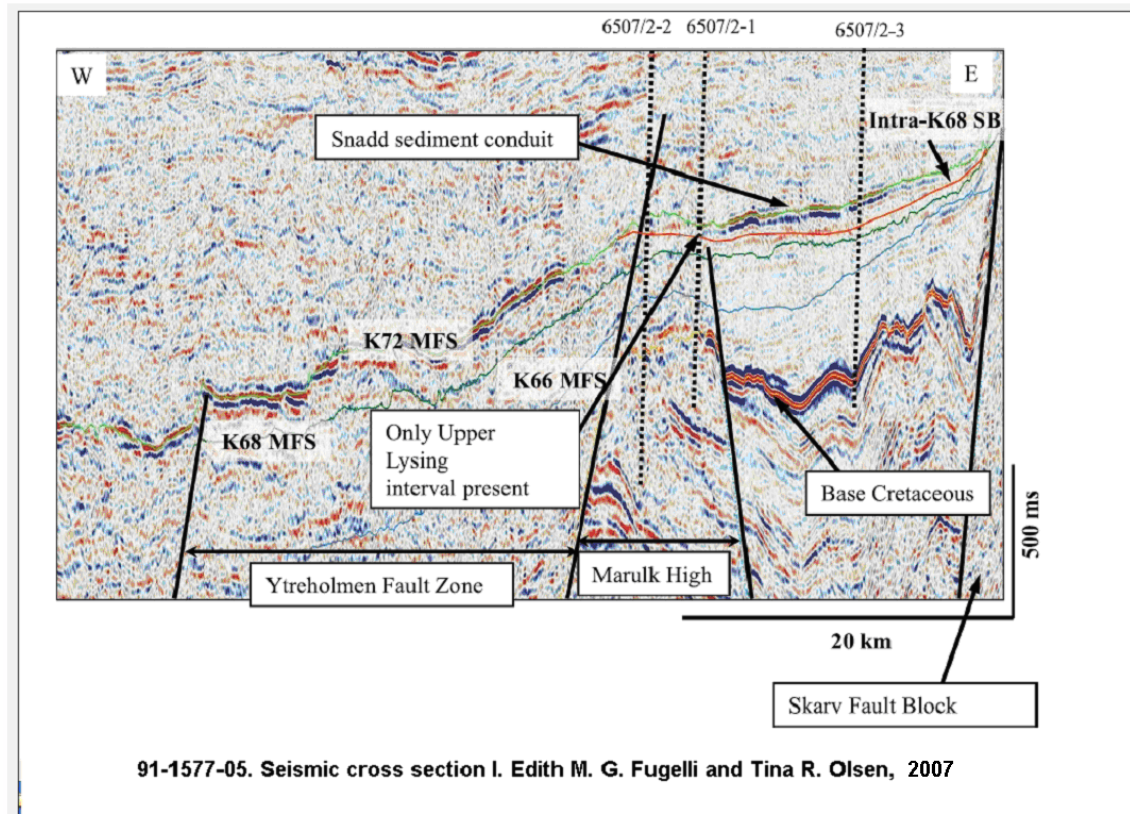 6507/2-2
6507/2-1
6507/2-3
W
E
Intra-K68 SB
Snadd sediment conduit
K72 MFS
K66 MFS
K68 MFS
Only Upper
Lysing
interval present
Base Cretaceous
500 ms
Ytreholmen Fault Zone
Marulk High
20 km
Skarv Fault Block
91-1577-05. Seismic cross section I. Edith M. G. Fugelli and Tina R. Olsen, 2007